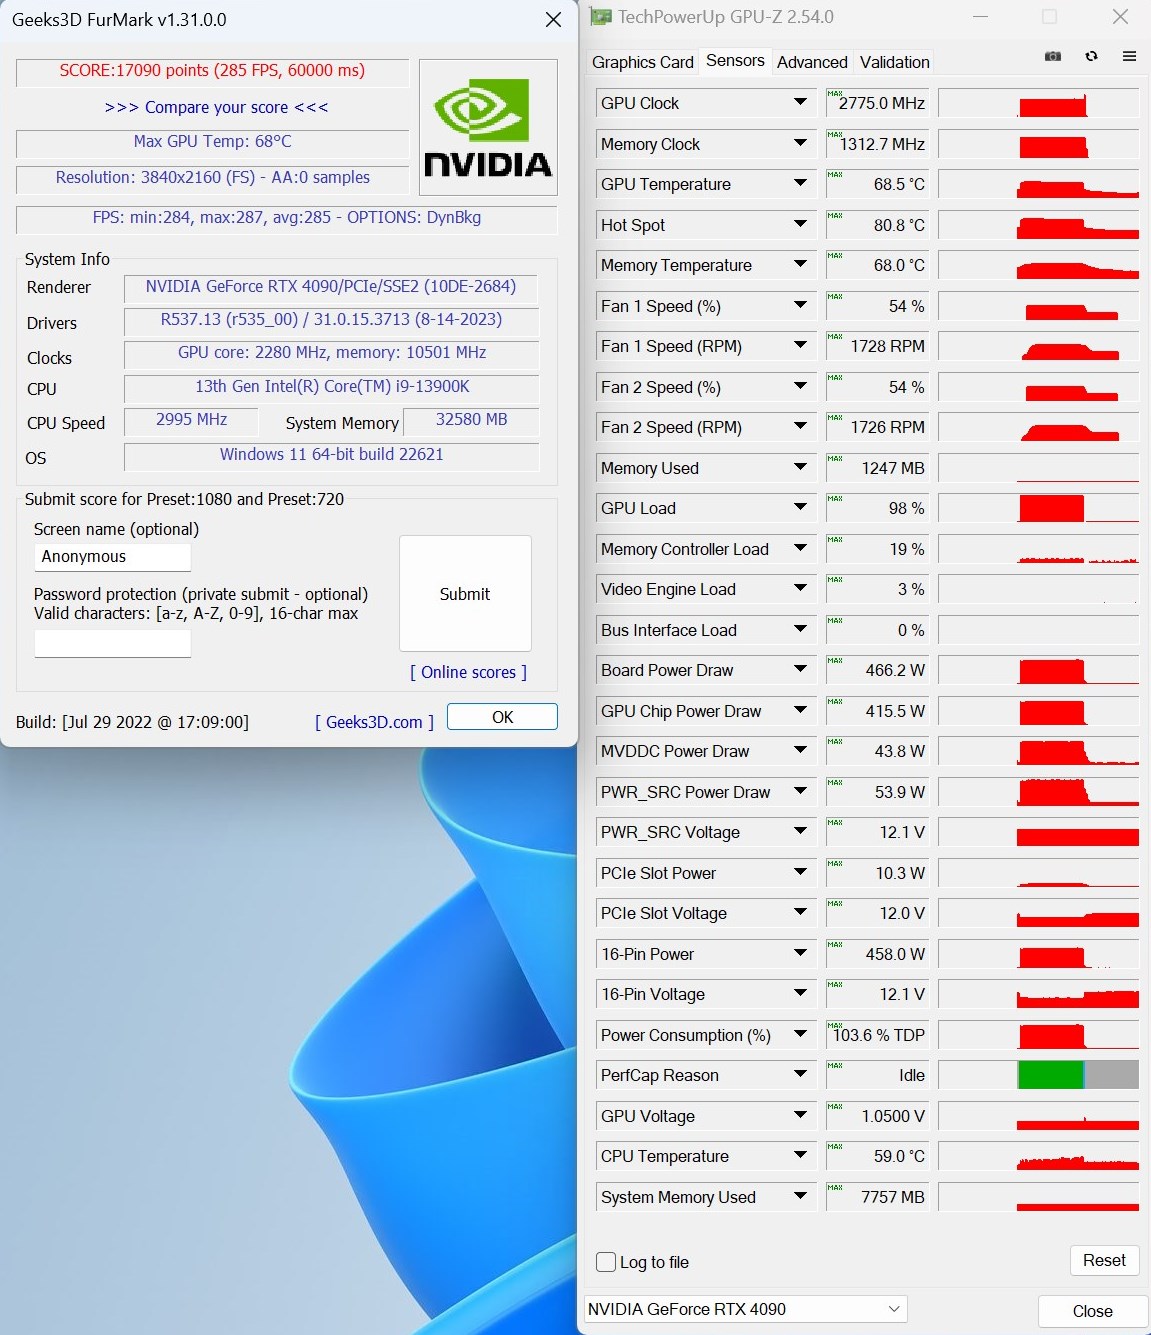 Geeks3D FurMark v1.31.0.0
SCORE:17090 points (285 FPS, 60000 ms)
>>> Compare your score <<<
Max GPU Temp: 68°C
Resolution: 3840x2160 (FS) - AA:0 samples
NVIDIA
FPS: min:284, max:287, avg:285 - OPTIONS: DynBkg
System Info
Renderer NVIDIA GeForce RTX 4090/PCIe/SSE2 (10DE-2684)
Drivers R537.13 (r535_00) / 31.0.15.3713 (8-14-2023)
Clocks GPU core: 2280 MHz, memory: 10501 MHz
CPU 13th Gen Intel(R) Core(TM) i9-13900K
CPU Speed 2995 MHz System Memory 32580 MB
OS Windows 11 64-bit build 22621
Submit score for Preset:1080 and Preset:720
Screen name (optional)
Anonymous
Password protection (private submit - optional)
Valid characters: [a-z, A-Z, 0-9], 16-char max
Submit
[ Online scores ]
Build: [Jul 29 2022 @ 17:09:00] [ Geeks3D.com ] OK
TechPowerUp GPU-Z 2.54.0
Graphics Card Sensors Advanced Validation
GPU Clock MAX 2775.0 MHz
Memory Clock MAX 1312.7 MHz
GPU Temperature MAX 68.5 °C
Hot Spot MAX 80.8 °C
Memory Temperature MAX 68.0 °C
Fan 1 Speed (%) MAX 54 %
Fan 1 Speed (RPM) MAX 1728 RPM
Fan 2 Speed (%) MAX 54 %
Fan 2 Speed (RPM) MAX 1726 RPM
Memory Used MAX 1247 MB
GPU Load MAX 98 %
Memory Controller Load MAX 19 %
Video Engine Load MAX 3 %
Bus Interface Load MAX 0 %
Board Power Draw MAX 466.2 W
GPU Chip Power Draw MAX 415.5 W
MVDDC Power Draw MAX 43.8 W
PWR_SRC Power Draw MAX 53.9 W
PWR_SRC Voltage MAX 12.1 V
PCIe Slot Power MAX 10.3 W
PCIe Slot Voltage MAX 12.0 V
16-Pin Power MAX 458.0 W
16-Pin Voltage MAX 12.1 V
Power Consumption (%) MAX 103.6 % TDP
PerfCap Reason MAX Idle
GPU Voltage MAX 1.0500 V
CPU Temperature MAX 59.0 °C
System Memory Used MAX 7757 MB
Log to file Reset
NVIDIA GeForce RTX 4090 Close